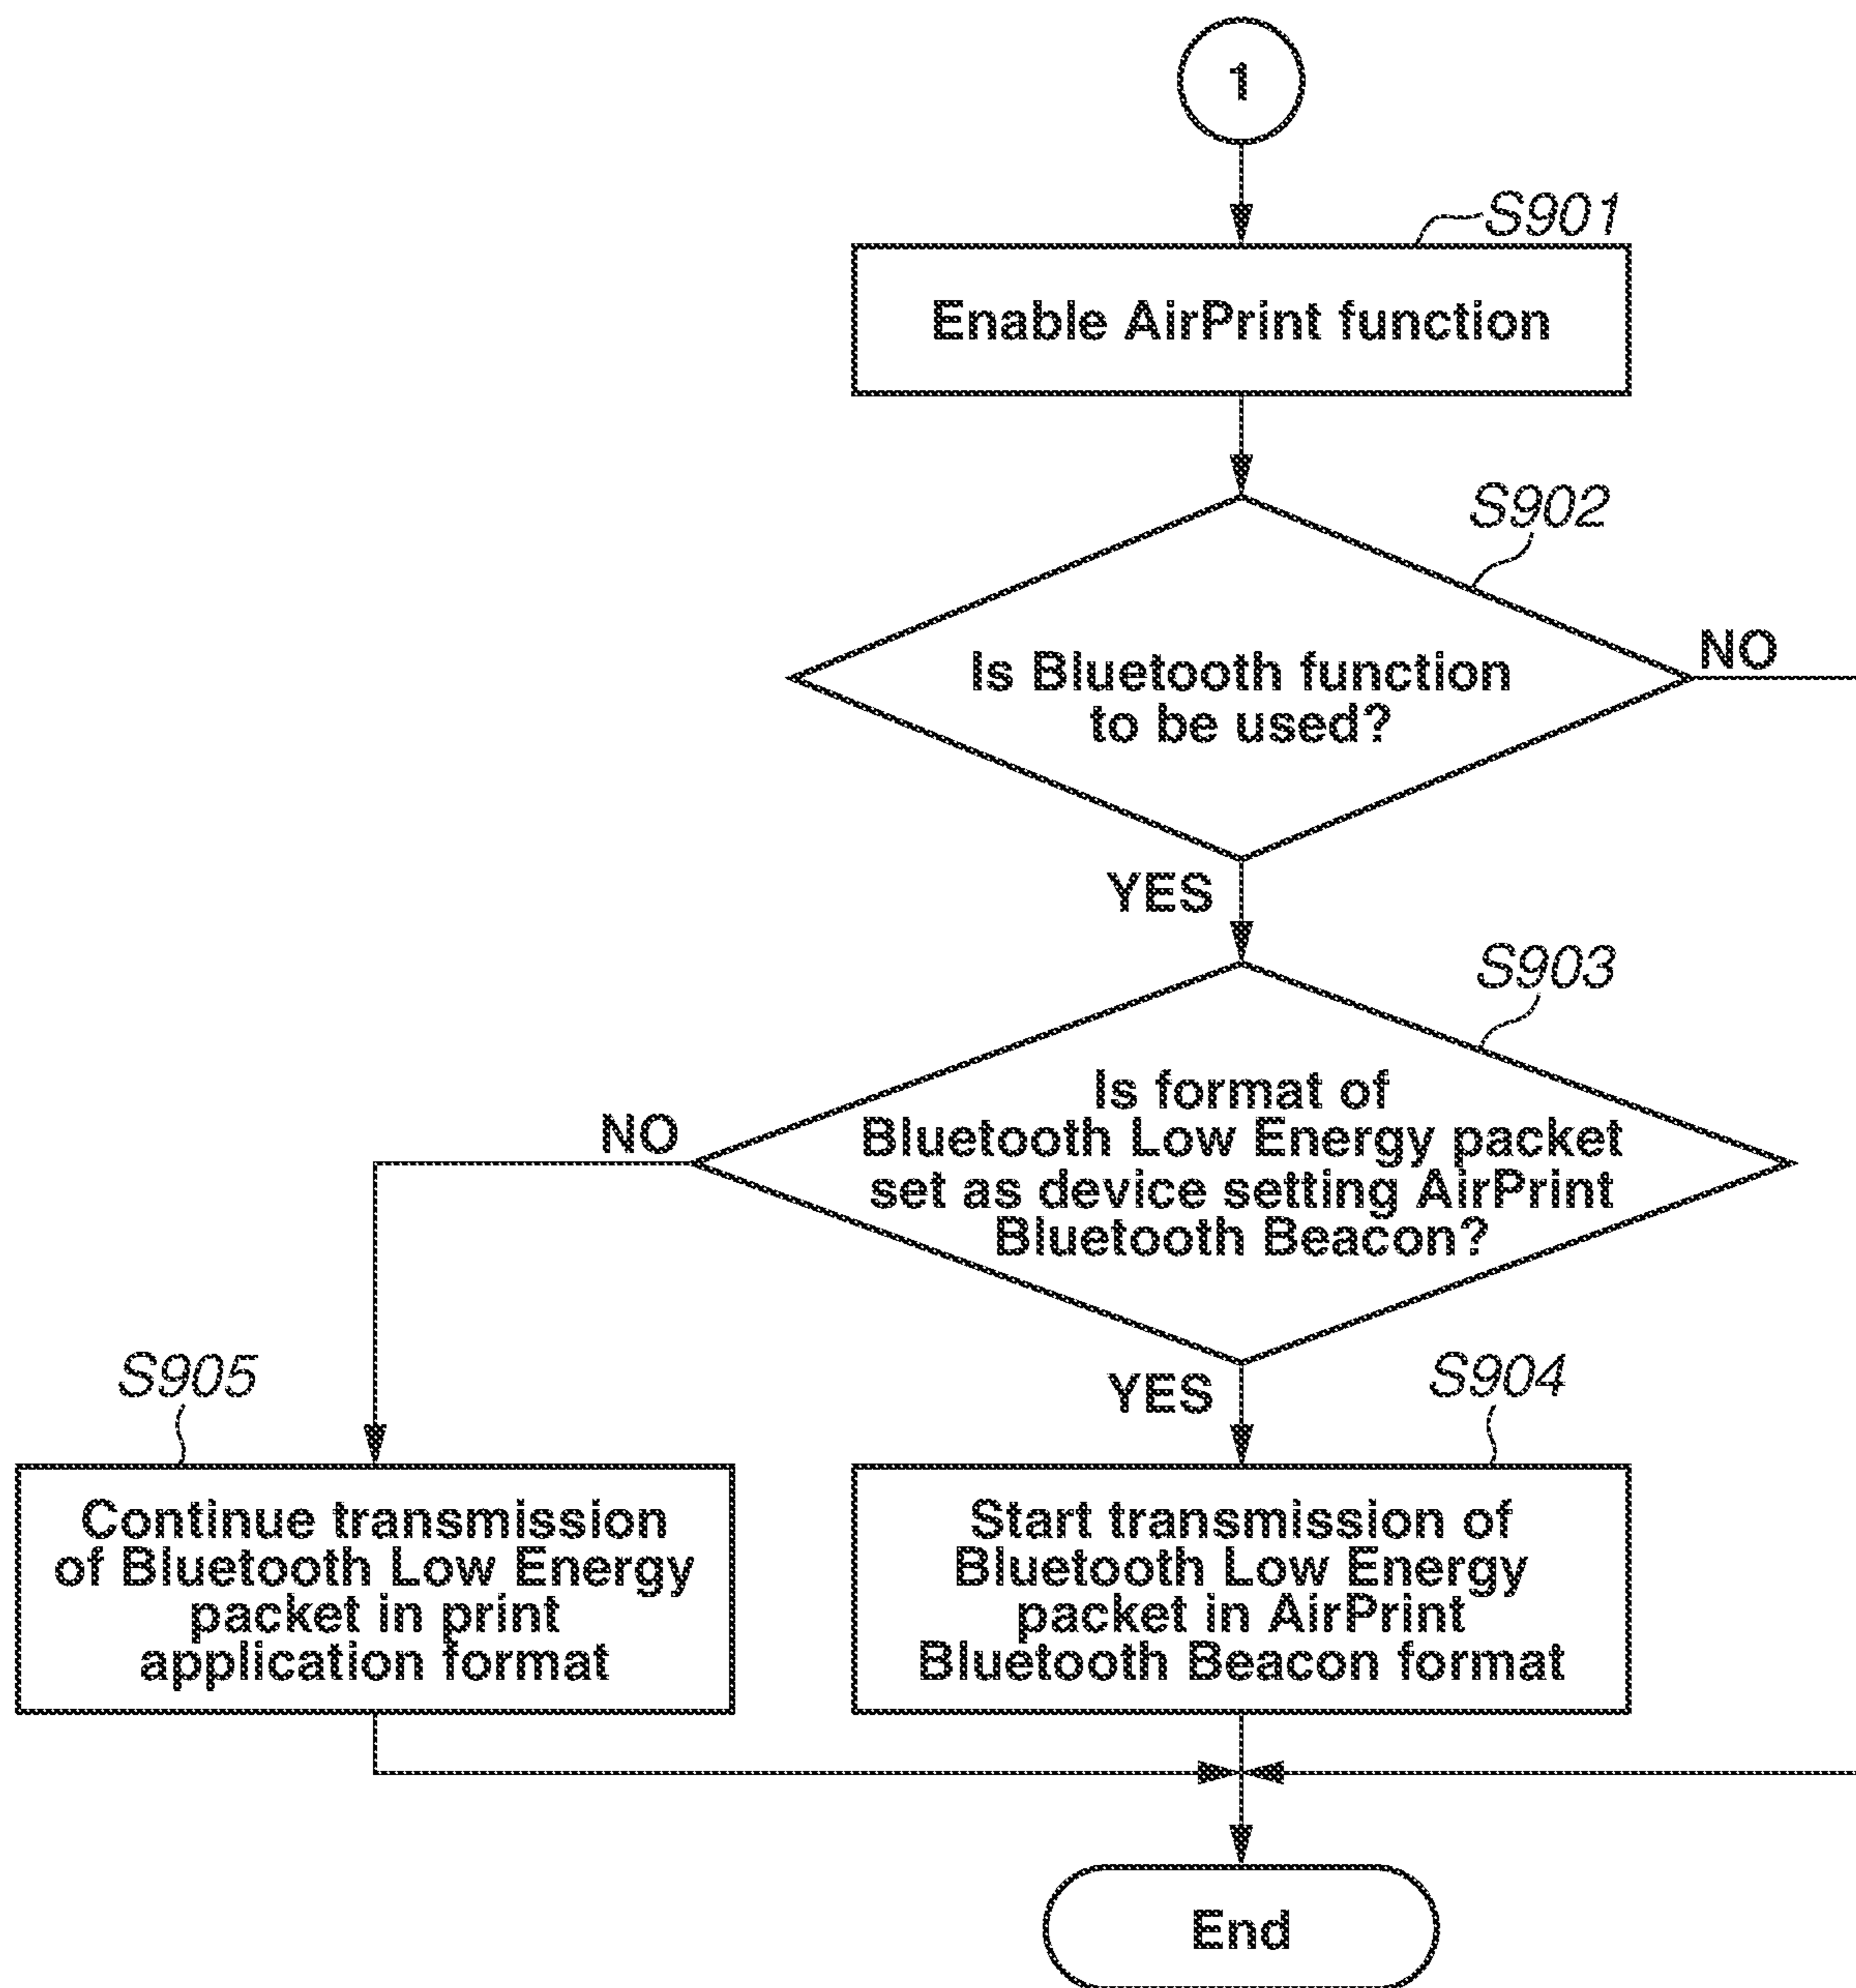 1
S901
Enable AirPrint function
S902
Is Bluetooth function
to be used?
NO
YES
S903
Is format of
Bluetooth Low Energy packet
set as device setting AirPrint
Bluetooth Beacon?
NO
YES
S905
Continue transmission
of Bluetooth Low Energy
packet in print
application format
S904
Start transmission of
Bluetooth Low Energy
packet in AirPrint
Bluetooth Beacon format
End